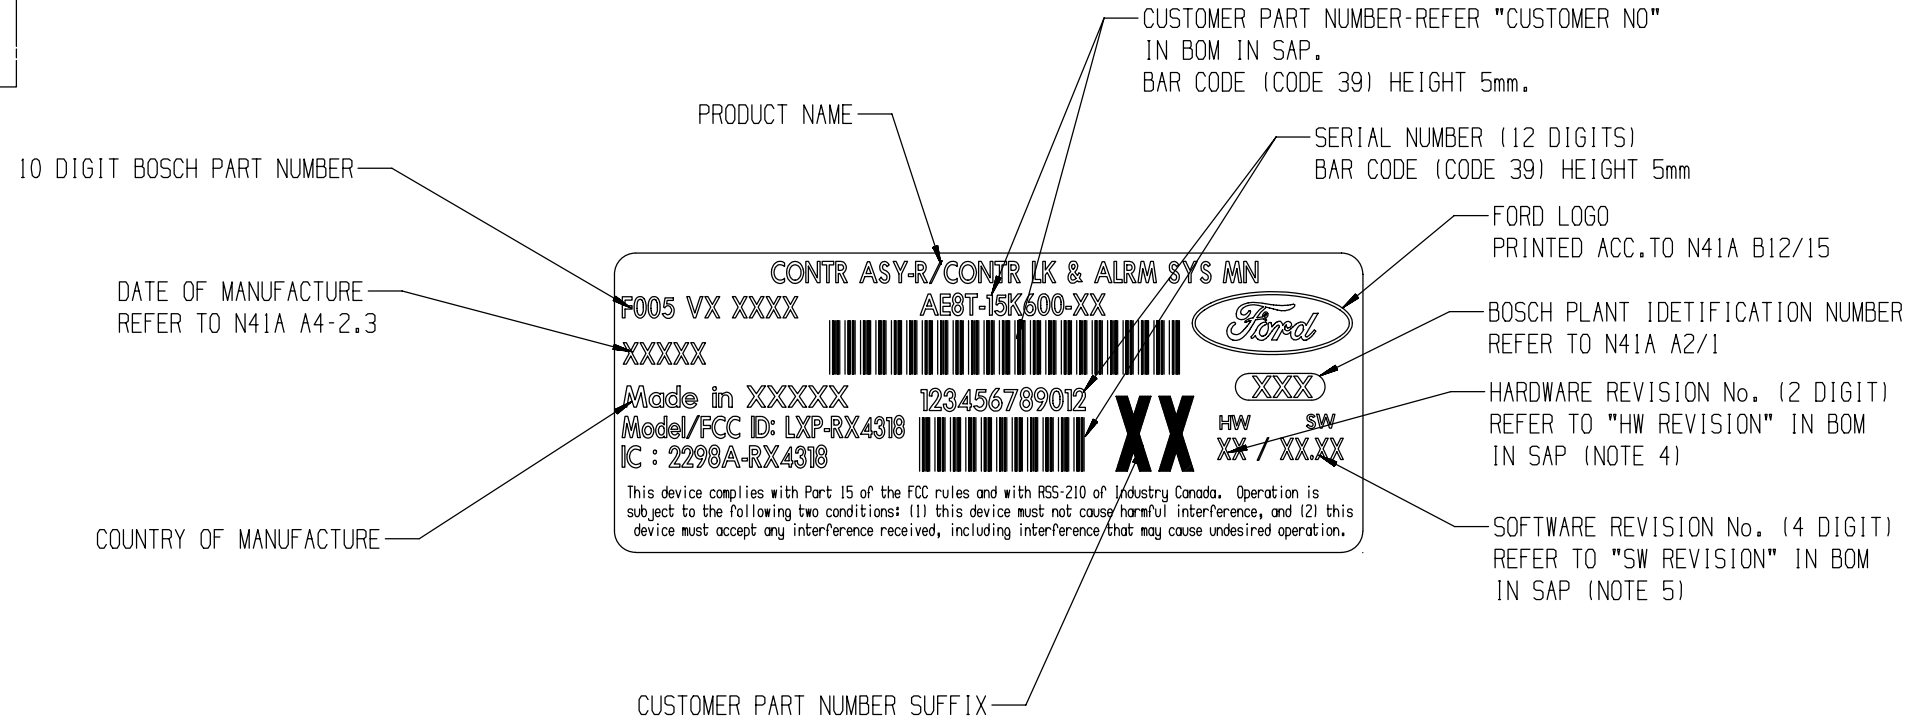 CUSTOMER PART NUMBER-REFER "CUSTOMER NO"
IN BOM IN SAP.
BAR CODE (CODE 39) HEIGHT 5mm.
PRODUCT NAME
SERIAL NUMBER (12 DIGITS)
BAR CODE (CODE 39) HEIGHT 5mm
10 DIGIT BOSCH PART NUMBER
FORD LOGO
PRINTED ACC.TO N41A B12/15
DATE OF MANUFACTURE
REFER TO N41A A4-2.3
BOSCH PLANT IDETIFICATION NUMBER
REFER TO N41A A2/1
HARDWARE REVISION No. (2 DIGIT)
REFER TO "HW REVISION" IN BOM
IN SAP (NOTE 4)
COUNTRY OF MANUFACTURE
SOFTWARE REVISION No. (4 DIGIT)
REFER TO "SW REVISION" IN BOM
IN SAP (NOTE 5)
CUSTOMER PART NUMBER SUFFIX
CONTR ASY-R/CONTR LK & ALRM SYS MN
F005 VX XXXX
AE8T-15K600-XX
Ford
XXXXX
XXX
Made in XXXXX
123456789012
XX
Model/FCC ID: LXP-RX4318
HW SW
IC : 2298A-RX4318
XX / XX.XX
This device complies with Part 15 of the FCC rules and with RSS-210 of Industry Canada. Operation is
subject to the following two conditions: (1) this device must not cause harmful interference, and (2) this
device must accept any interference received, including interference that may cause undesired operation.